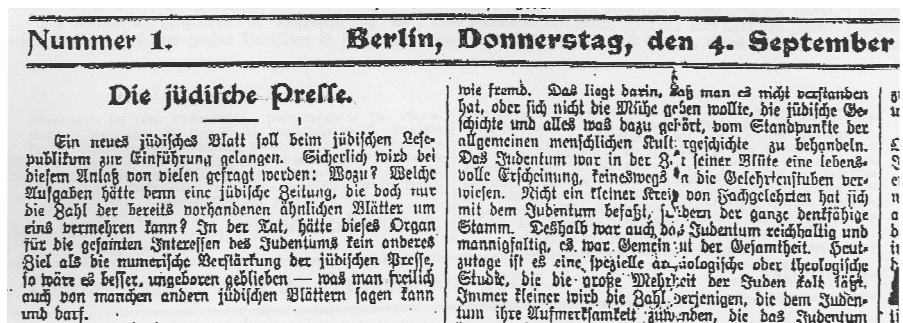 Nummer 1.
Berlin, Donnerstag, den 4. September
Die jüdische Presse.
Ein neues jüdisches Blatt soll beim jüdischen Lese-
publikum zur Einführung gelangen. Sicherlich wird bei
diesem Anlaß von vielen gefragt werden: Wozu? Welche
Aufgaben hätte denn eine jüdische Zeitung, die doch nur
die Zahl der bereits vorhandenen ähnlichen Blätter um
eins vermehren kann? In der Tat, hätte dieses Organ
für die gesamten Interessen des Judentums kein anderes
Ziel als die numerische Verstärkung der jüdischen Presse,
so wäre es besser, ungeboren geblieben — was man freilich
auch von manchen andern jüdischen Blättern sagen kann
und darf.
wie fremd. Das liegt darin, daß man es nicht verstanden
hat, oder sich nicht die Mühe geben wollte, die jüdische Ge-
schichte und alles was dazu gehört, vom Standpunkte der
allgemeinen menschlichen Kulturgeschichte zu behandeln.
Das Judentum war in der Zeit seiner Blüte eine lebens-
volle Erscheinung, keineswegs in die Gelehrtenstuben ver-
wiesen. Nicht ein kleiner Kreis von Fachgelehrten hat sich
mit dem Judentum befaßt, sondern der ganze denkfähige
Stamm. Deshalb war auch das Judentum reichhaltig und
mannigfaltig, es war Gemeingut der Gesamtheit. Heut-
zutage ist es eine spezielle archäologische oder theologische
Studie, die die große Mehrheit der Juden kalt läßt.
Immer kleiner wird die Zahl derjenigen, die dem Juden-
tum ihre Aufmerksamkeit zuwenden, die das Judentum